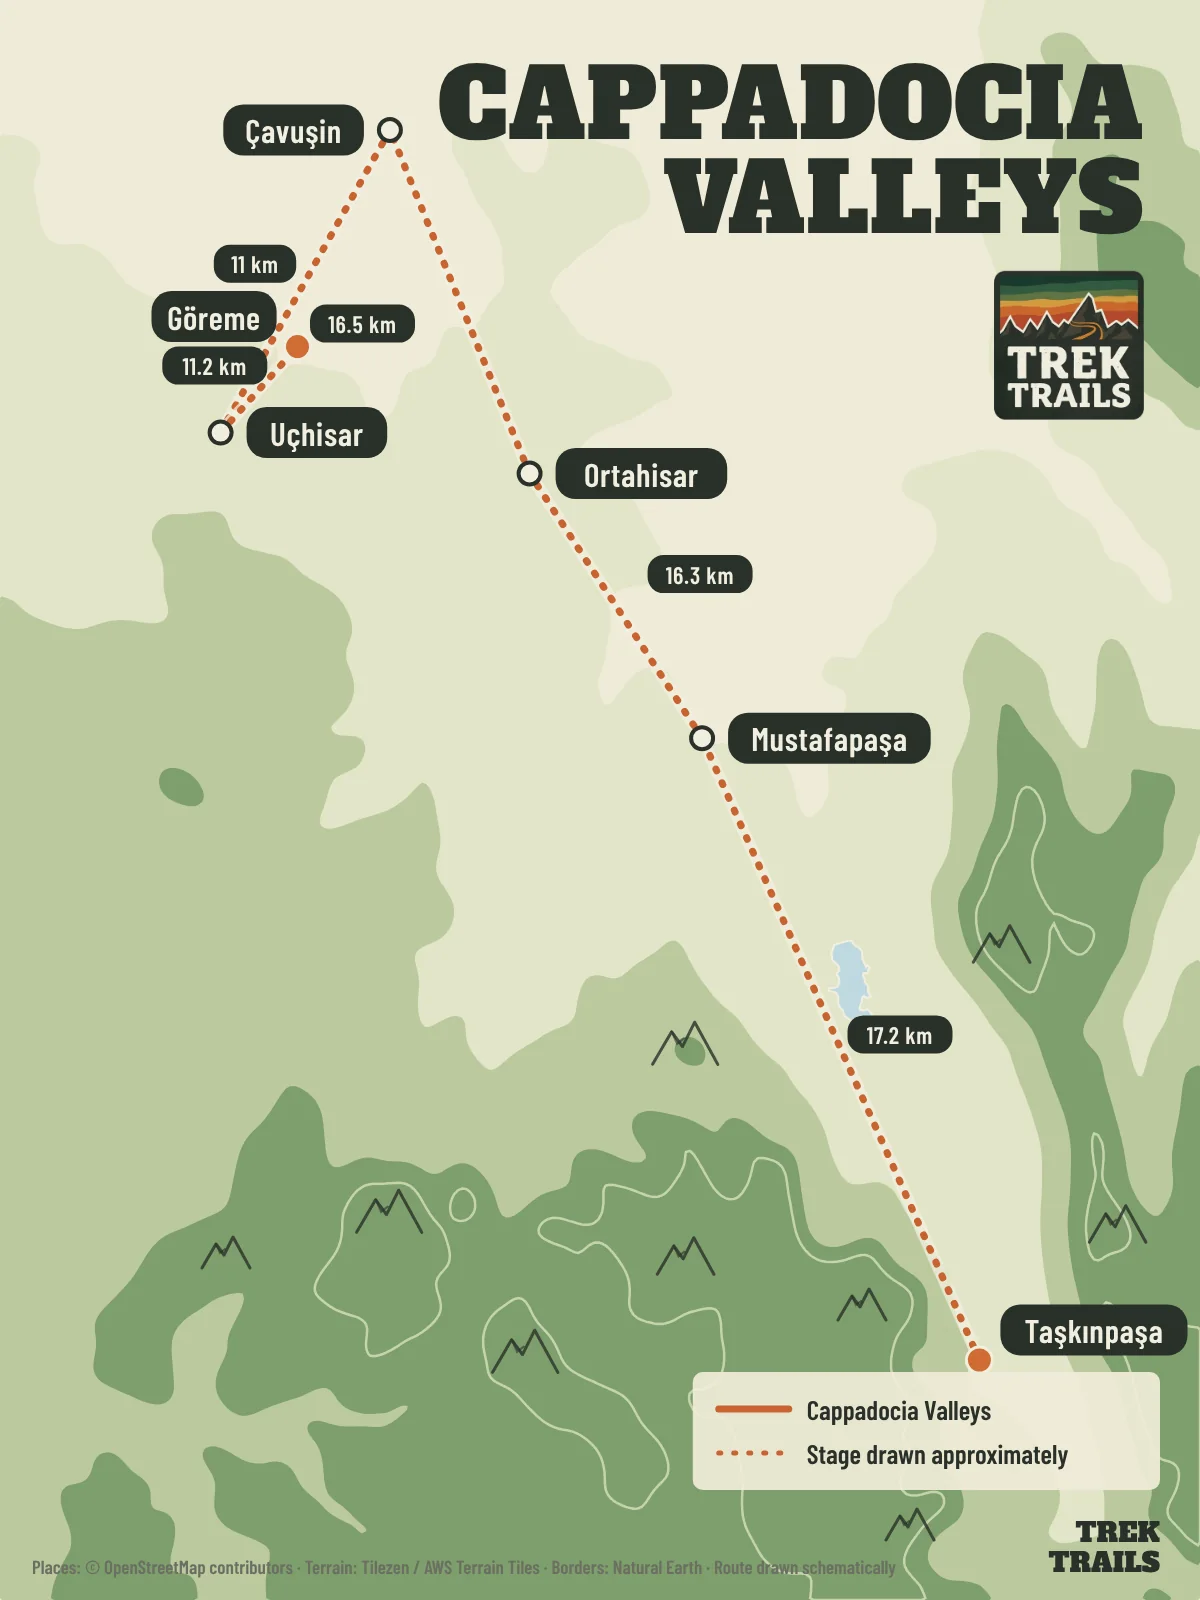 CAPPADOCIA
VALLEYS
Çavuşin
11 km
Göreme
16.5 km
11.2 km
Uçhisar
TREK
TRAILS
Ortahisar
16.3 km
Mustafapaşa
17.2 km
Taşkınpaşa
Cappadocia Valleys
Stage drawn approximately
TREK
TRAILS
Places: © OpenStreetMap contributors · Terrain: Tilezen / AWS Terrain Tiles · Borders: Natural Earth · Route drawn schematically